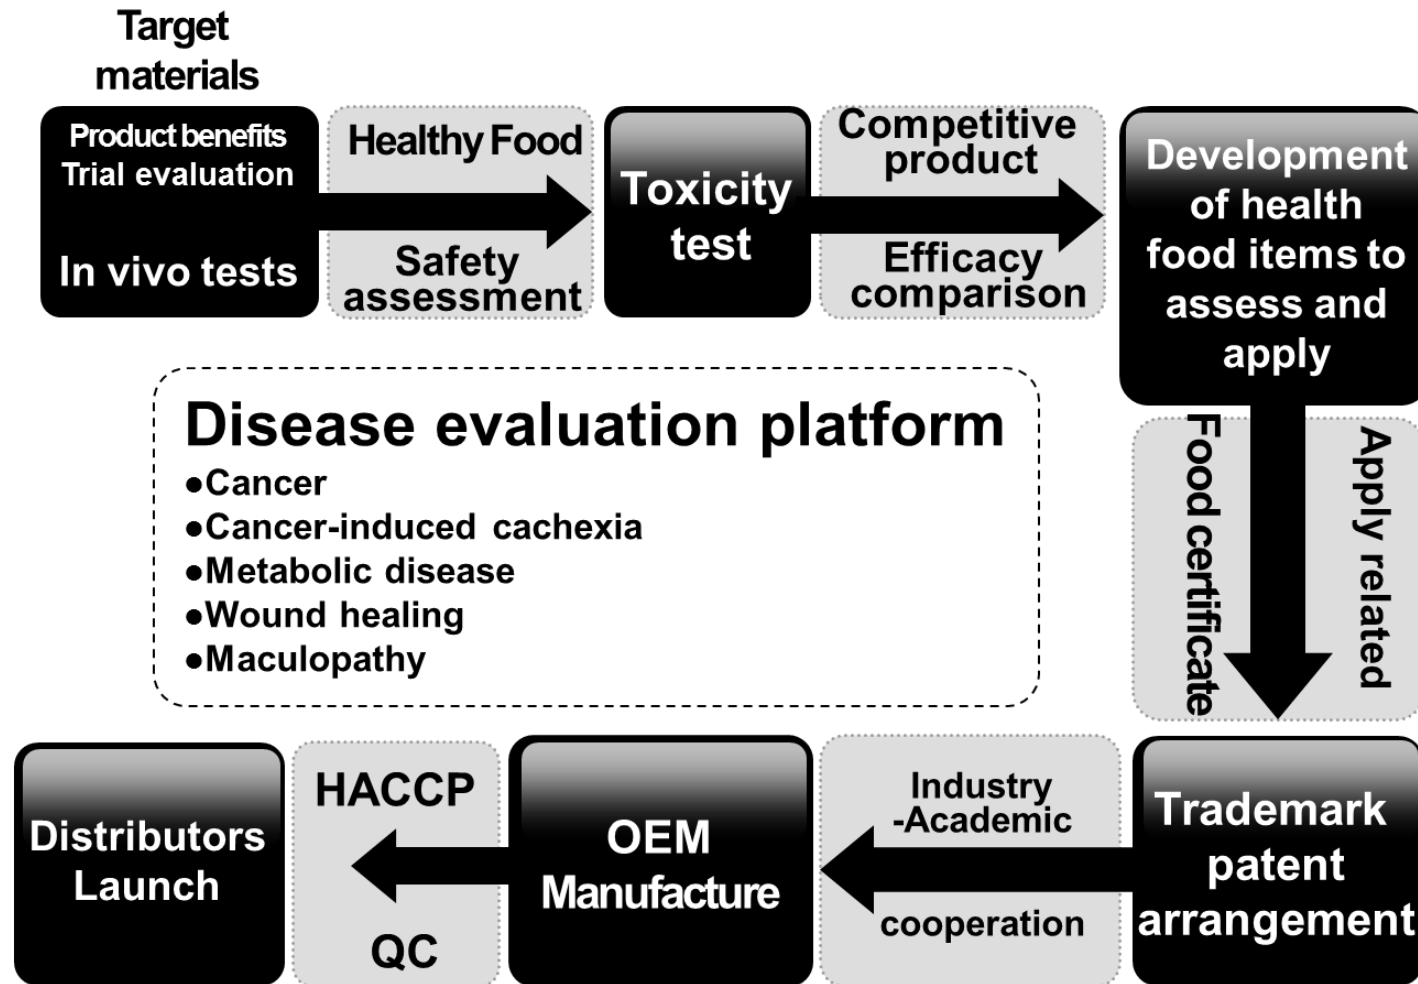 Target
materials
Product benefits
Trial evaluation
In vivo tests
Healthy Food
Safety
assessment
Toxicity
test
Competitive
product
Efficacy
comparison
Development
of health
food items to
assess and
apply
Disease evaluation platform
●Cancer
●Cancer-induced cachexia
●Metabolic disease
●Wound healing
●Maculopathy
Apply related
Food certificate
Trademark
patent
arrangement
Industry
-Academic
cooperation
OEM
Manufacture
HACCP
QC
Distributors
Launch